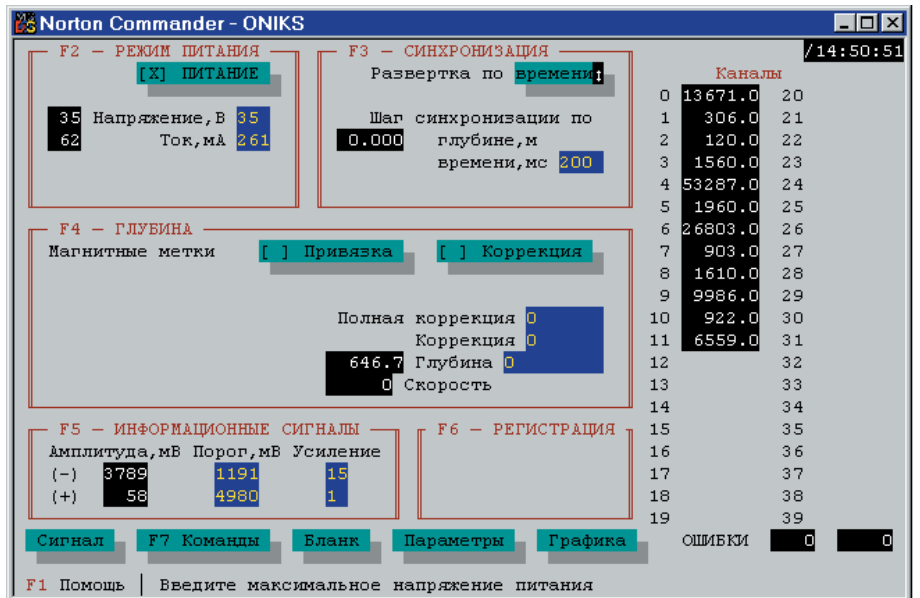 Norton Commander - ONIKS
/14:50:51
F2 — РЕЖИМ ПИТАНИЯ
[X] ПИТАНИЕ
35 Напряжение,В 35
62 Ток,мА 261
F3 — СИНХРОНИЗАЦИЯ
Развертка по времени↕
Шаг синхронизации по
0.000 глубине,м
времени,мс 200
F4 — ГЛУБИНА
Магнитные метки [ ] Привязка [ ] Коррекция
Полная коррекция 0
Коррекция 0
646.7 Глубина 0
0 Скорость
F5 — ИНФОРМАЦИОННЫЕ СИГНАЛЫ
Амплитуда,мВ Порог,мВ Усиление
(-) 3789 1191 15
(+) 58 4980 1
F6 — РЕГИСТРАЦИЯ
Каналы
0 13671.0 20
1 306.0 21
2 120.0 22
3 1560.0 23
4 53287.0 24
5 1960.0 25
6 26803.0 26
7 903.0 27
8 1610.0 28
9 9986.0 29
10 922.0 30
11 6559.0 31
12 32
13 33
14 34
15 35
16 36
17 37
18 38
19 39
Сигнал F7 Команды Бланк Параметры Графика ОШИБКИ 0 0
F1 Помощь | Введите максимальное напряжение питания